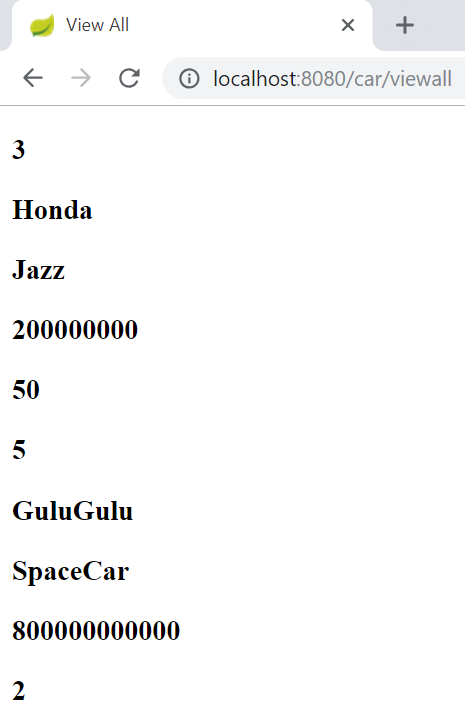 View All
localhost:8080/car/viewall
3
Honda
Jazz
200000000
50
5
GuluGulu
SpaceCar
800000000000
2